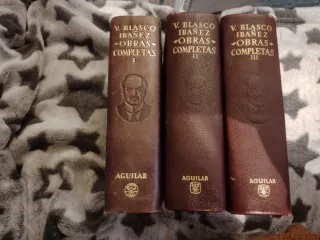 V. BLASCO
IBAÑEZ
OBRAS
COMPLETAS
I
AGUILAR
V. BLASCO
IBAÑEZ
OBRAS
COMPLETAS
II
AGUILAR
V. BLASCO
IBAÑEZ
OBRAS
COMPLETAS
III
AGUILAR